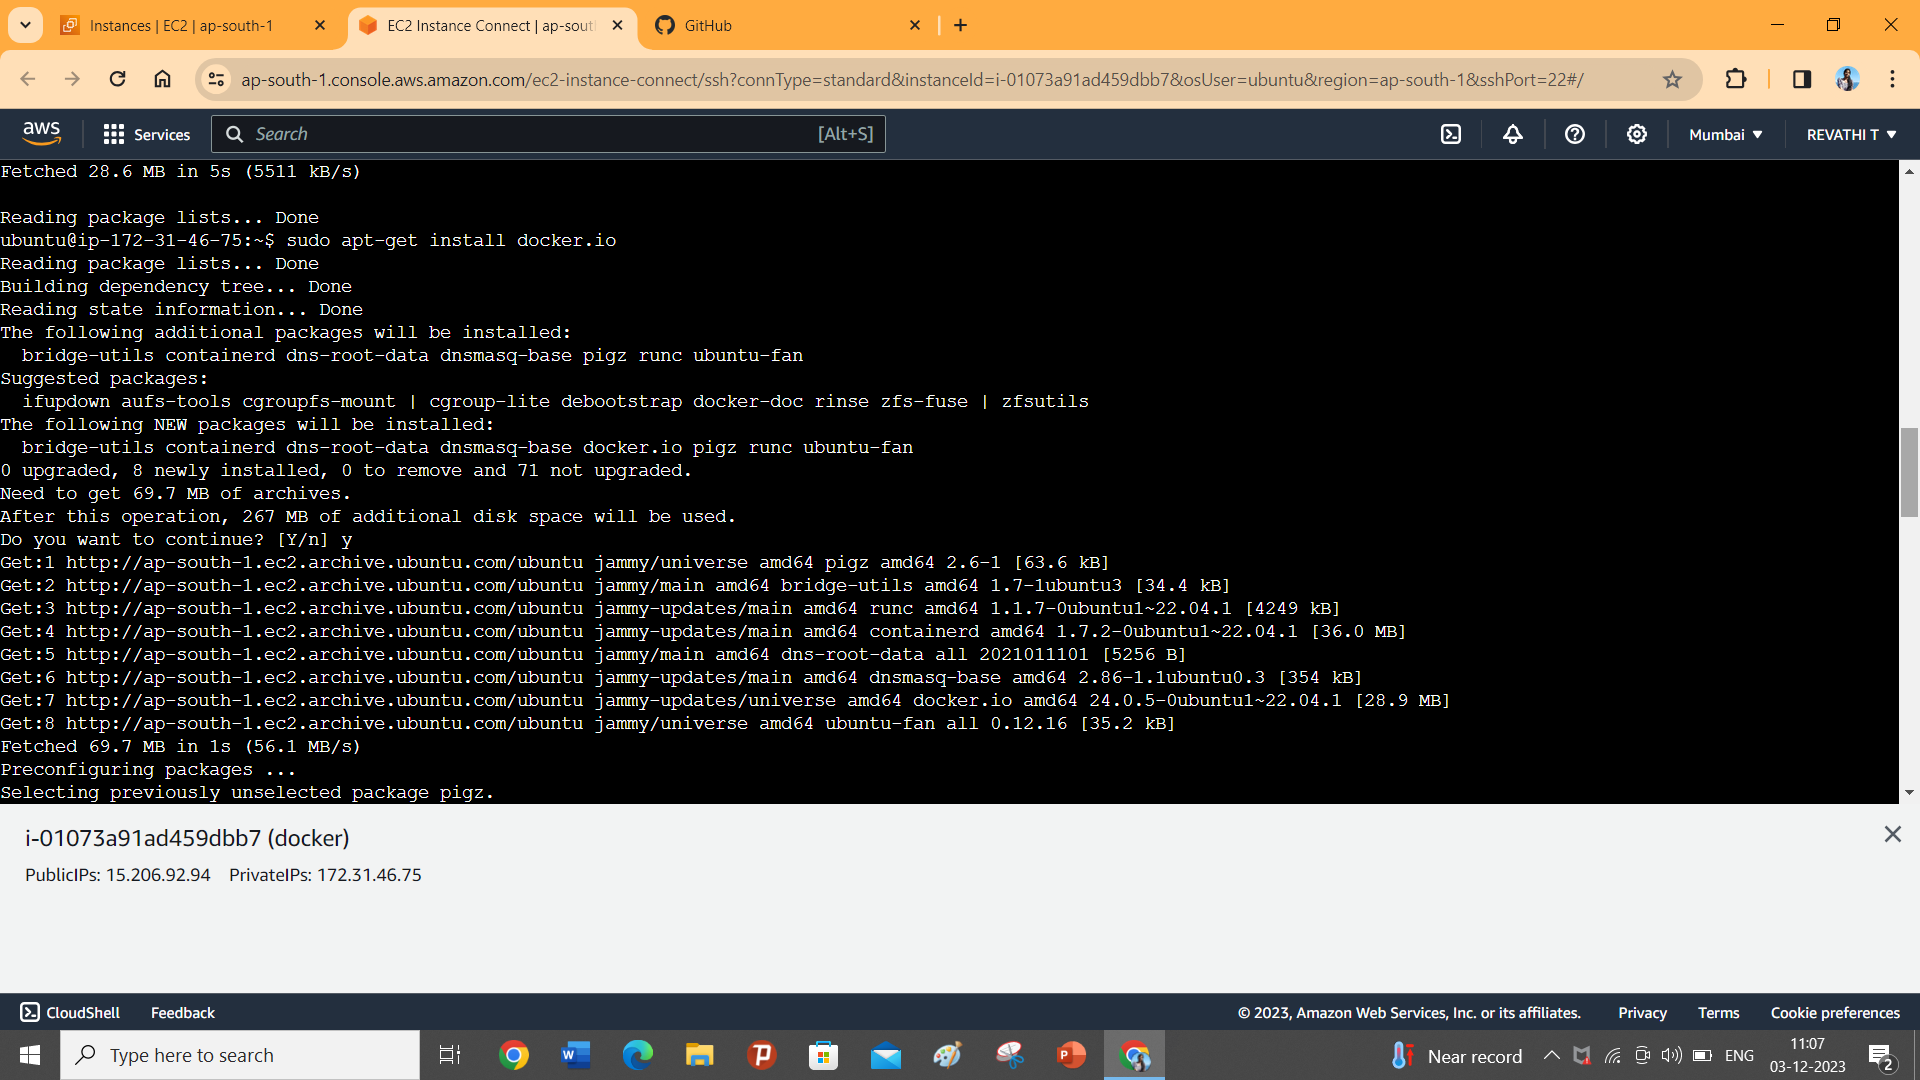 Instances | EC2 | ap-south-1
EC2 Instance Connect | ap-sout
GitHub
ap-south-1.console.aws.amazon.com/ec2-instance-connect/ssh?connType=standard&instanceId=i-01073a91ad459dbb7&osUser=ubuntu&region=ap-south-1&sshPort=22#/
aws
Services
Search
[Alt+S]
Mumbai
REVATHI T
Fetched 28.6 MB in 5s (5511 kB/s)
Reading package lists... Done
ubuntu@ip-172-31-46-75:~$ sudo apt-get install docker.io
Reading package lists... Done
Building dependency tree... Done
Reading state information... Done
The following additional packages will be installed:
bridge-utils containerd dns-root-data dnsmasq-base pigz runc ubuntu-fan
Suggested packages:
ifupdown aufs-tools cgroupfs-mount | cgroup-lite debootstrap docker-doc rinse zfs-fuse | zfsutils
The following NEW packages will be installed:
bridge-utils containerd dns-root-data dnsmasq-base docker.io pigz runc ubuntu-fan
0 upgraded, 8 newly installed, 0 to remove and 71 not upgraded.
Need to get 69.7 MB of archives.
After this operation, 267 MB of additional disk space will be used.
Do you want to continue? [Y/n] y
Get:1 http://ap-south-1.ec2.archive.ubuntu.com/ubuntu jammy/universe amd64 pigz amd64 2.6-1 [63.6 kB]
Get:2 http://ap-south-1.ec2.archive.ubuntu.com/ubuntu jammy/main amd64 bridge-utils amd64 1.7-1ubuntu3 [34.4 kB]
Get:3 http://ap-south-1.ec2.archive.ubuntu.com/ubuntu jammy-updates/main amd64 runc amd64 1.1.7-0ubuntu1~22.04.1 [4249 kB]
Get:4 http://ap-south-1.ec2.archive.ubuntu.com/ubuntu jammy-updates/main amd64 containerd amd64 1.7.2-0ubuntu1~22.04.1 [36.0 MB]
Get:5 http://ap-south-1.ec2.archive.ubuntu.com/ubuntu jammy/main amd64 dns-root-data all 2021011101 [5256 B]
Get:6 http://ap-south-1.ec2.archive.ubuntu.com/ubuntu jammy-updates/main amd64 dnsmasq-base amd64 2.86-1.1ubuntu0.3 [354 kB]
Get:7 http://ap-south-1.ec2.archive.ubuntu.com/ubuntu jammy-updates/universe amd64 docker.io amd64 24.0.5-0ubuntu1~22.04.1 [28.9 MB]
Get:8 http://ap-south-1.ec2.archive.ubuntu.com/ubuntu jammy/universe amd64 ubuntu-fan all 0.12.16 [35.2 kB]
Fetched 69.7 MB in 1s (56.1 MB/s)
Preconfiguring packages ...
Selecting previously unselected package pigz.
i-01073a91ad459dbb7 (docker)
PublicIPs: 15.206.92.94 PrivateIPs: 172.31.46.75
CloudShell
Feedback
© 2023, Amazon Web Services, Inc. or its affiliates.
Privacy
Terms
Cookie preferences
Type here to search
Near record
ENG
11:07
03-12-2023
2